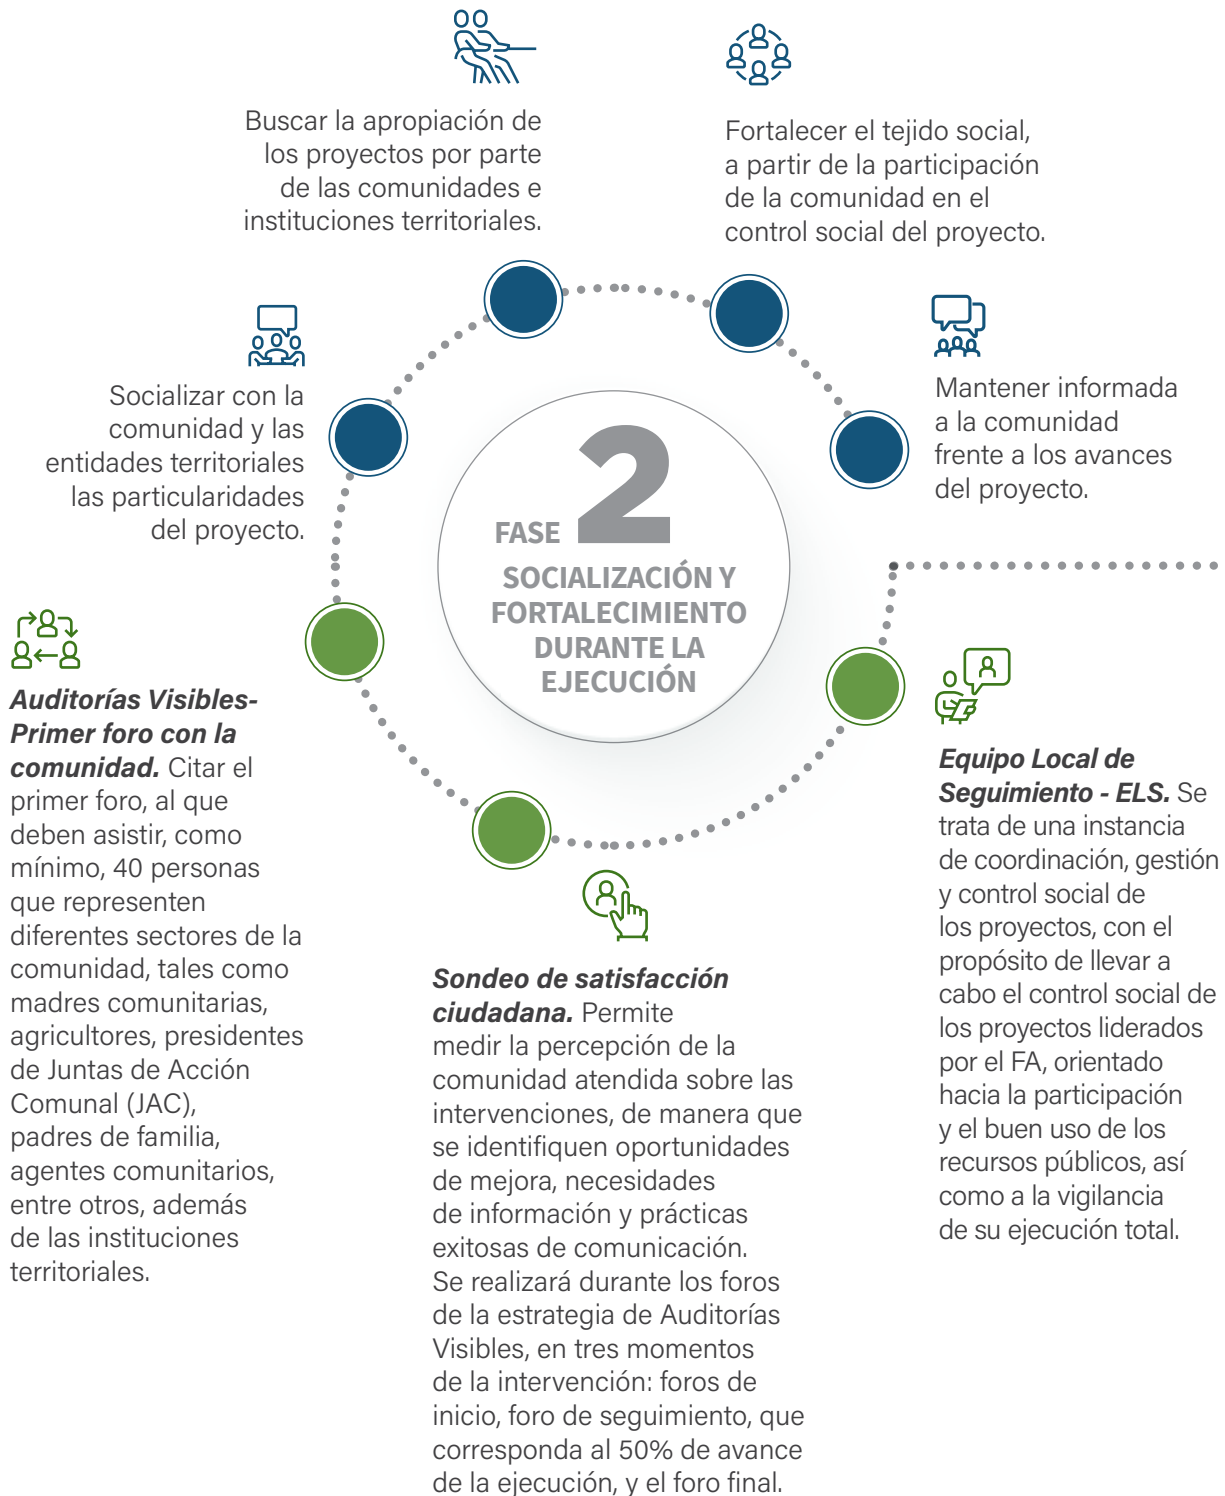 Buscar la apropiación de
los proyectos por parte
de las comunidades e
instituciones territoriales.
Fortalecer el tejido social,
a partir de la participación
de la comunidad en el
control social del proyecto.
Socializar con la
comunidad y las
entidades territoriales
las particularidades
del proyecto.
Mantener informada
a la comunidad
frente a los avances
del proyecto.
FASE 2
SOCIALIZACIÓN Y
FORTALECIMIENTO
DURANTE LA
EJECUCIÓN
Auditorías Visibles-
Primer foro con la
comunidad. Citar el
primer foro, al que
deben asistir, como
mínimo, 40 personas
que representen
diferentes sectores de la
comunidad, tales como
madres comunitarias,
agricultores, presidentes
de Juntas de Acción
Comunal (JAC),
padres de familia,
agentes comunitarios,
entre otros, además
de las instituciones
territoriales.
Sondeo de satisfacción
ciudadana. Permite
medir la percepción de la
comunidad atendida sobre las
intervenciones, de manera que
se identifiquen oportunidades
de mejora, necesidades
de información y prácticas
exitosas de comunicación.
Se realizará durante los foros
de la estrategia de Auditorías
Visibles, en tres momentos
de la intervención: foros de
inicio, foro de seguimiento, que
corresponda al 50% de avance
de la ejecución, y el foro final.
Equipo Local de
Seguimiento - ELS. Se
trata de una instancia
de coordinación, gestión
y control social de
los proyectos, con el
propósito de llevar a
cabo el control social de
los proyectos liderados
por el FA, orientado
hacia la participación
y el buen uso de los
recursos públicos, así
como a la vigilancia
de su ejecución total.